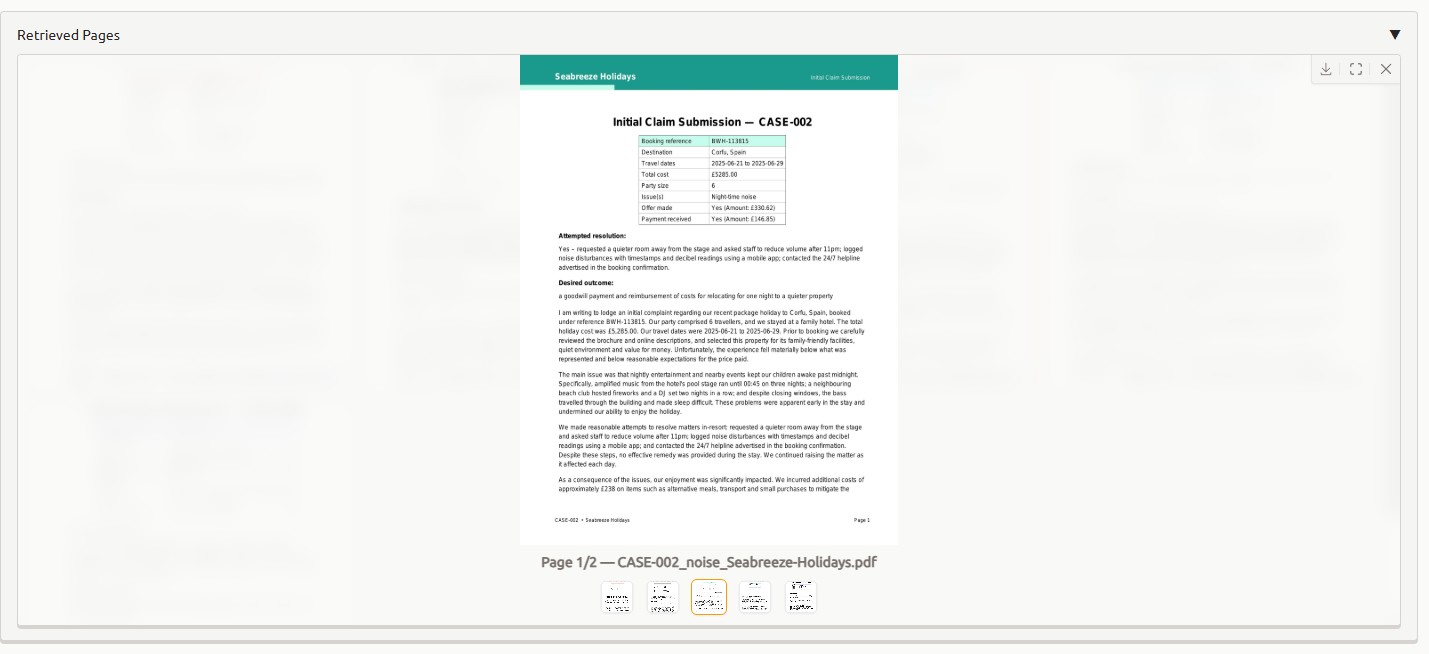 Retrieved Pages
Seabreeze Holidays
Initial Claim Submission
Initial Claim Submission — CASE-002
Booking reference BWH-113815
Destination Corfu, Spain
Travel dates 2025-06-21 to 2025-06-29
Total cost £5285.00
Party size 6
Issue(s) Night-time noise
Offer made Yes (Amount: £330.62)
Payment received Yes (Amount: £146.85)
Attempted resolution:
Yes – requested a quieter room away from the stage and asked staff to reduce volume after 11pm; logged
noise disturbances with timestamps and decibel readings using a mobile app; contacted the 24/7 helpline
advertised in the booking confirmation.
Desired outcome:
a goodwill payment and reimbursement of costs for relocating for one night to a quieter property
I am writing to lodge an initial complaint regarding our recent package holiday to Corfu, Spain, booked
under reference BWH-113815. Our party comprised 6 travellers, and we stayed at a family hotel. The total
holiday cost was £5,285.00. Our travel dates were 2025-06-21 to 2025-06-29. Prior to booking we carefully
reviewed the brochure and online descriptions, and selected this property for its family-friendly facilities,
quiet environment and value for money. Unfortunately, the experience fell materially below what was
represented and below reasonable expectations for the price paid.
The main issue was that nightly entertainment and nearby events kept our children awake past midnight.
Specifically, amplified music from the hotel's pool stage ran until 00:45 on three nights; a neighbouring
beach club hosted fireworks and a DJ set two nights in a row; and despite closing windows, the bass
travelled through the building and made sleep difficult. These problems were apparent early in the stay and
undermined our ability to enjoy the holiday.
We made reasonable attempts to resolve matters in-resort: requested a quieter room away from the stage
and asked staff to reduce volume after 11pm; logged noise disturbances with timestamps and decibel
readings using a mobile app; and contacted the 24/7 helpline advertised in the booking confirmation.
Despite these steps, no effective remedy was provided during the stay. We continued raising the matter as
it affected each day.
As a consequence of the issues, our enjoyment was significantly impacted. We incurred additional costs of
approximately £238 on items such as alternative meals, transport and small purchases to mitigate the
CASE-002 • Seabreeze Holidays
Page 1
Page 1/2 — CASE-002_noise_Seabreeze-Holidays.pdf